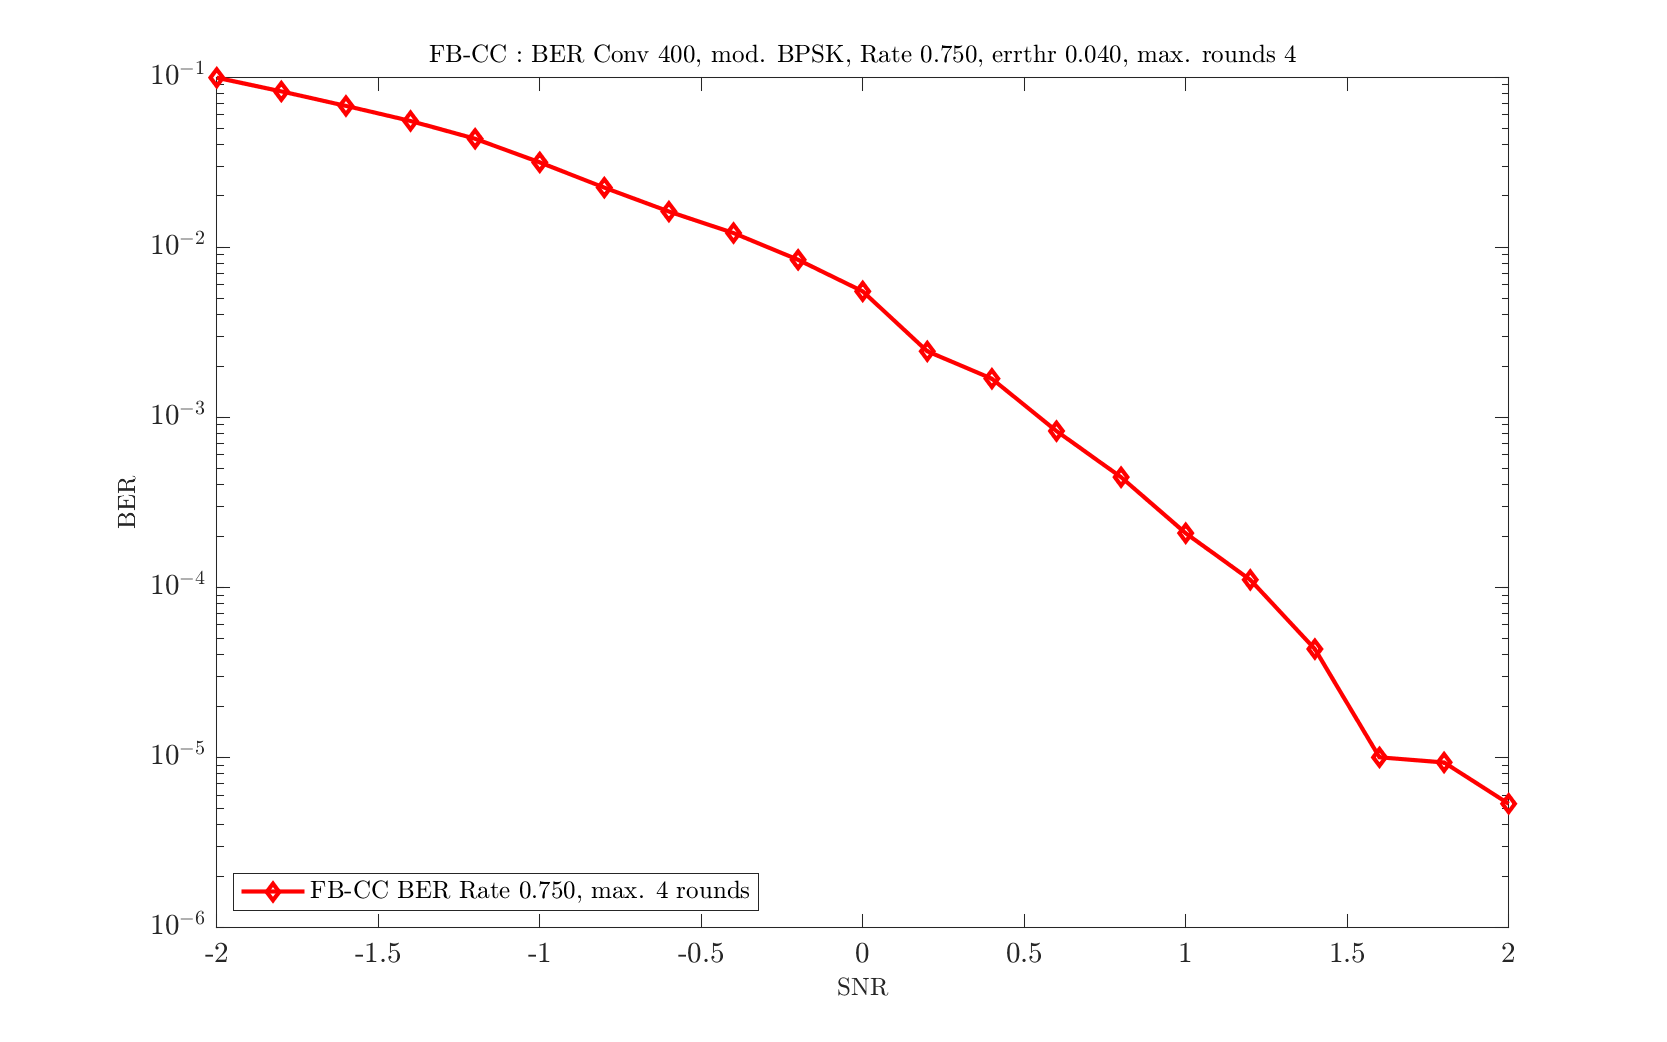 FB-CC : BER Conv 400, mod. BPSK, Rate 0.750, errthr 0.040, max. rounds 4
10⁻¹
10⁻²
10⁻³
10⁻⁴
10⁻⁵
10⁻⁶
BER
FB-CC BER Rate 0.750, max. 4 rounds
-2 -1.5 -1 -0.5 0 0.5 1 1.5 2
SNR